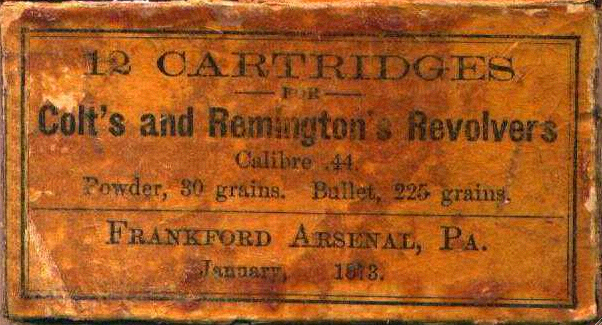 12 CARTRIDGES
FOR
Colt's and Remington's Revolvers
Calibre .44.
Powder, 30 grains. Bullet, 225 grains.
FRANKFORD ARSENAL, PA.
January, 1873.